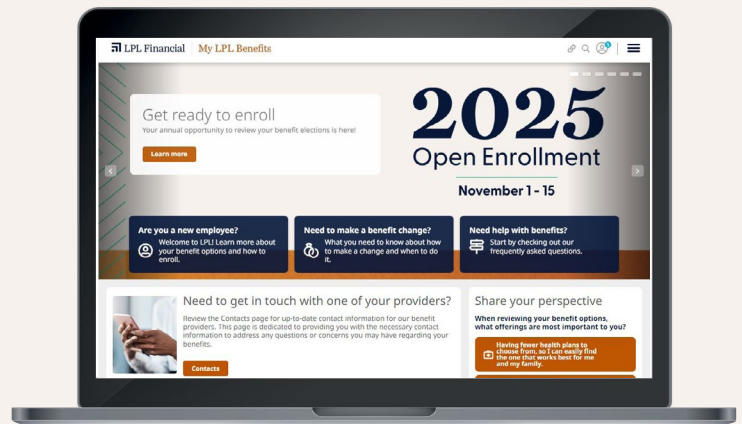 LPL Financial My LPL Benefits
1
Get ready to enroll
Your annual opportunity to review your benefit elections is here!
Learn more
2025
Open Enrollment
November 1 - 15
Are you a new employee?
Welcome to LPL! Learn more about
your benefit options and how to
enroll.
Need to make a benefit change?
What you need to know about how
to make a change and when to do
it.
Need help with benefits?
Start by checking out our
frequently asked questions.
Need to get in touch with one of your providers?
Review the Contacts page for up-to-date contact information for our benefit
providers. This page is dedicated to providing you with the necessary contact
information to address any questions or concerns you may have regarding your
benefits.
Contacts
Share your perspective
When reviewing your benefit options,
what offerings are most important to you?
Having fewer health plans to
choose from, so I can easily find
the one that works best for me
and my family.